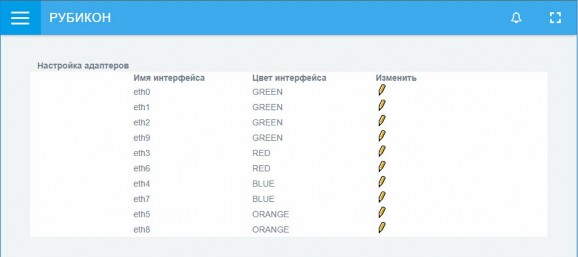 РУБИКОН
Настройка адаптеров
Имя интерфейса Цвет интерфейса Изменить
eth0 GREEN
eth1 GREEN
eth2 GREEN
eth9 GREEN
eth3 RED
eth6 RED
eth4 BLUE
eth7 BLUE
eth5 ORANGE
eth8 ORANGE